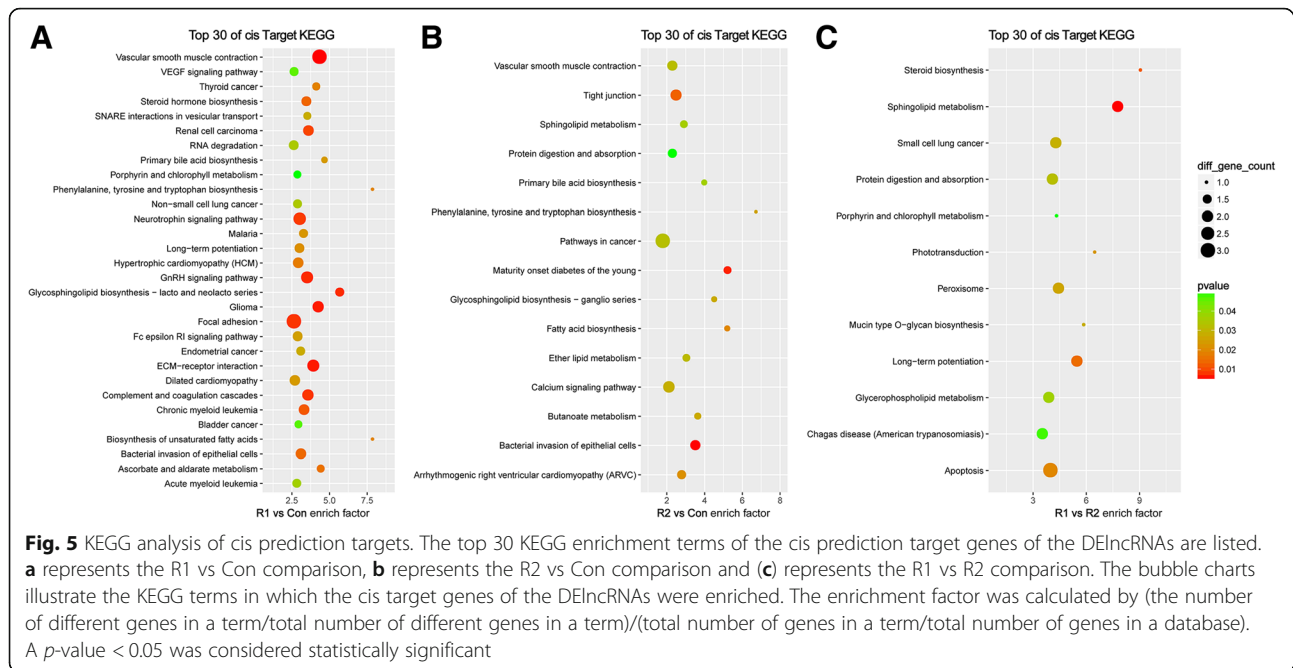 A
Top 30 of cis Target KEGG
Vascular smooth muscle contraction
VEGF signaling pathway
Thyroid cancer
Steroid hormone biosynthesis
SNARE interactions in vesicular transport
Renal cell carcinoma
RNA degradation
Primary bile acid biosynthesis
Porphyrin and chlorophyll metabolism
Phenylalanine, tyrosine and tryptophan biosynthesis
Non-small cell lung cancer
Neurotrophin signaling pathway
Malaria
Long-term potentiation
Hypertrophic cardiomyopathy (HCM)
GnRH signaling pathway
Glycosphingolipid biosynthesis - lacto and neolacto series
Glioma
Focal adhesion
Fc epsilon RI signaling pathway
Endometrial cancer
ECM-receptor interaction
Dilated cardiomyopathy
Complement and coagulation cascades
Chronic myeloid leukemia
Bladder cancer
Biosynthesis of unsaturated fatty acids
Bacterial invasion of epithelial cells
Ascorbate and aldarate metabolism
Acute myeloid leukemia
2.5 5.0 7.5
R1 vs Con enrich factor
B
Top 30 of cis Target KEGG
Vascular smooth muscle contraction
Tight junction
Sphingolipid metabolism
Protein digestion and absorption
Primary bile acid biosynthesis
Phenylalanine, tyrosine and tryptophan biosynthesis
Pathways in cancer
Maturity onset diabetes of the young
Glycosphingolipid biosynthesis - ganglio series
Fatty acid biosynthesis
Ether lipid metabolism
Calcium signaling pathway
Butanoate metabolism
Bacterial invasion of epithelial cells
Arrhythmogenic right ventricular cardiomyopathy (ARVC)
2 4 6 8
R2 vs Con enrich factor
C
Top 30 of cis Target KEGG
Steroid biosynthesis
Sphingolipid metabolism
Small cell lung cancer
Protein digestion and absorption
Porphyrin and chlorophyll metabolism
Phototransduction
Peroxisome
Mucin type O-glycan biosynthesis
Long-term potentiation
Glycerophospholipid metabolism
Chagas disease (American trypanosomiasis)
Apoptosis
3 6 9
R1 vs R2 enrich factor
diff_gene_count
1.0
1.5
2.0
2.5
3.0
pvalue
0.04
0.03
0.02
0.01
Fig. 5 KEGG analysis of cis prediction targets. The top 30 KEGG enrichment terms of the cis prediction target genes of the DElncRNAs are listed.
a represents the R1 vs Con comparison, b represents the R2 vs Con comparison and (c) represents the R1 vs R2 comparison. The bubble charts
illustrate the KEGG terms in which the cis target genes of the DElncRNAs were enriched. The enrichment factor was calculated by (the number
of different genes in a term/total number of different genes in a term)/(total number of genes in a term/total number of genes in a database).
A p-value < 0.05 was considered statistically significant